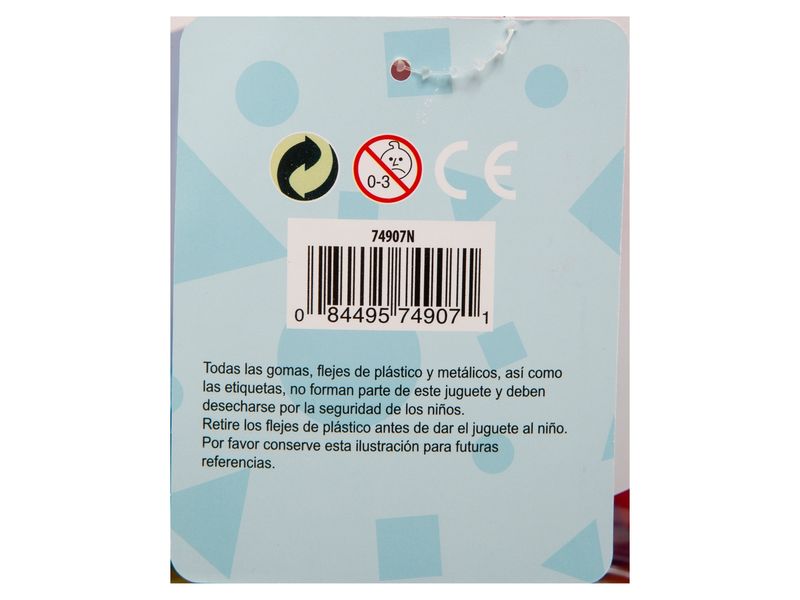 0-3
CE
74907N
0 84495 74907 1
Todas las gomas, flejes de plástico y metálicos, así como
las etiquetas, no forman parte de este juguete y deben
desecharse por la seguridad de los niños.
Retire los flejes de plástico antes de dar el juguete al niño.
Por favor conserve esta ilustración para futuras
referencias.